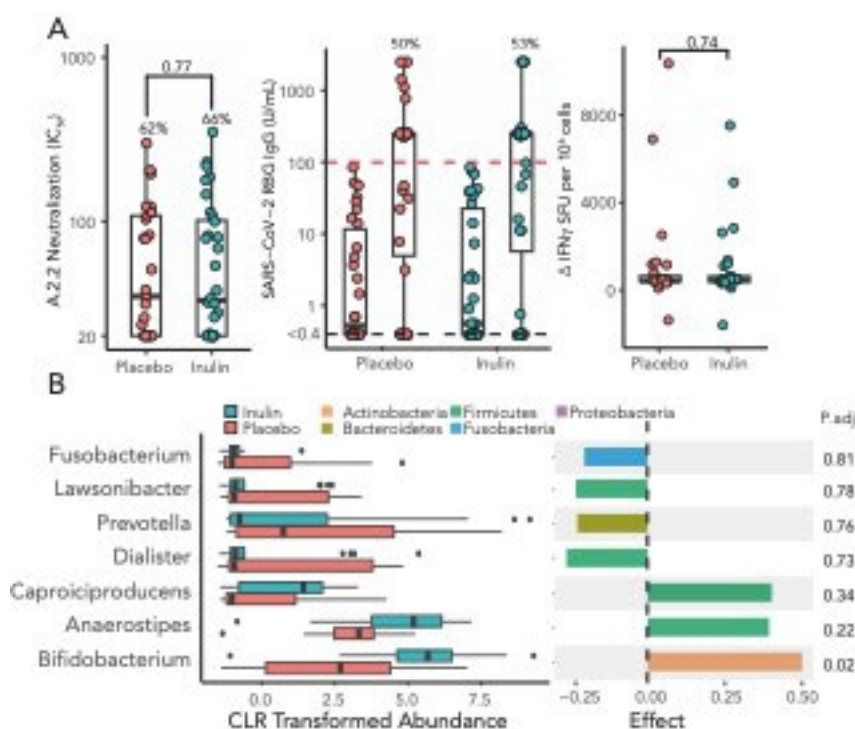 A
1000
100
20
A.2.2 Neutralization (IC50)
0.77
62%
66%
Placebo
Inulin
10000
1000
100
10
1
<0.4
SARS-CoV-2 RBG IgG (U/mL)
50%
53%
Placebo
Inulin
8000
4000
0
Δ IFNγ SFU per 10⁶ cells
0.74
Placebo
Inulin
B
Inulin
Placebo
Actinobacteria
Bacteroidetes
Firmicutes
Fusobacteria
Proteobacteria
P.adj
Fusobacterium
0.81
Lawsonibacter
0.78
Prevotella
0.76
Dialister
0.73
Caproiciproducens
0.34
Anaerostipes
0.22
Bifidobacterium
0.02
0.0
2.5
5.0
7.5
-0.25
0.00
0.25
0.50
CLR Transformed Abundance
Effect